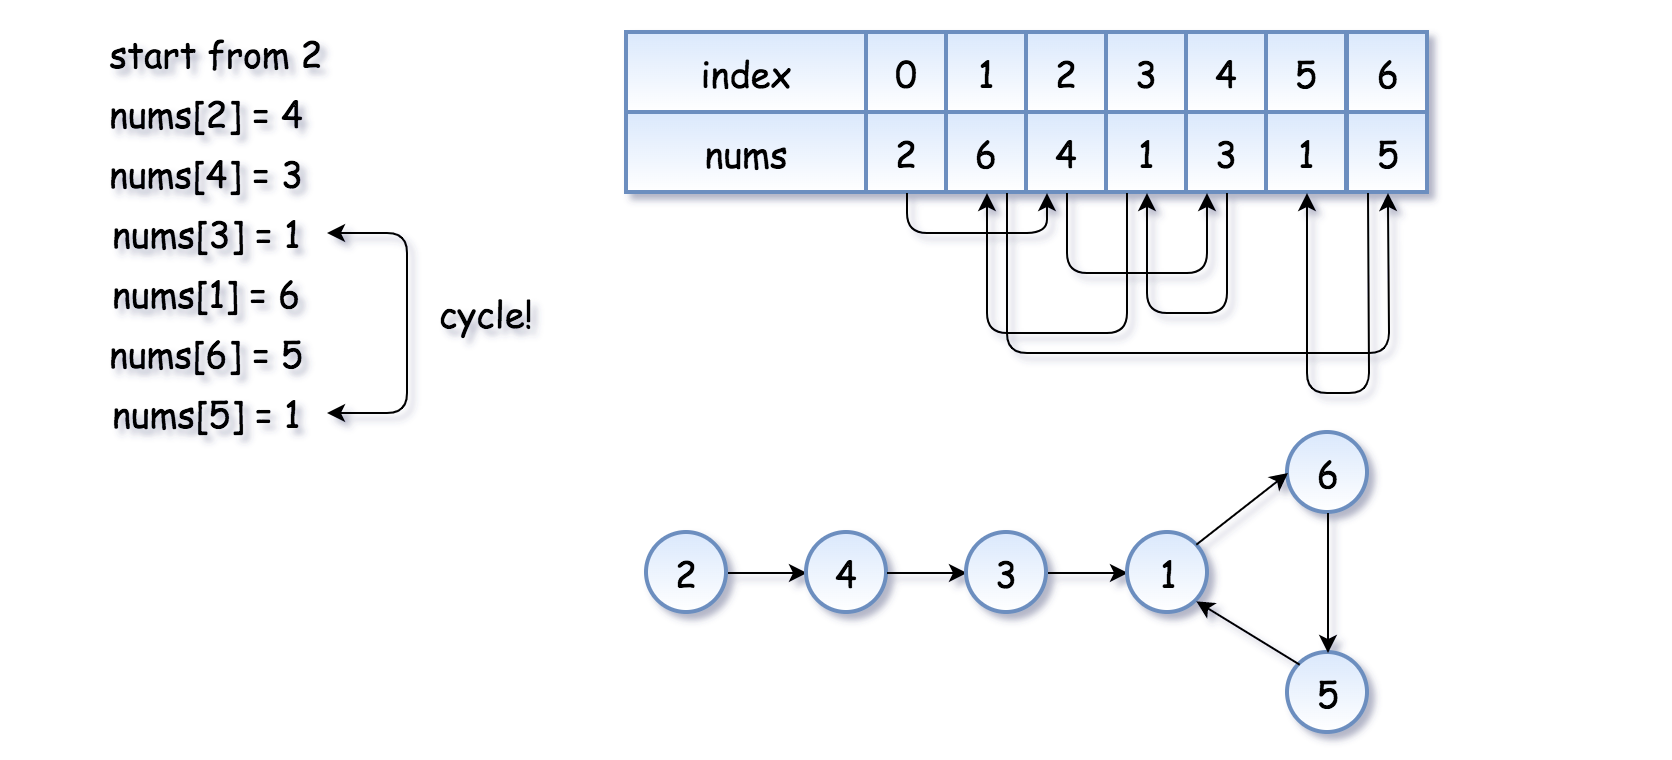 start from 2
nums[2] = 4
nums[4] = 3
nums[3] = 1
nums[1] = 6
nums[6] = 5
nums[5] = 1
cycle!
index 0 1 2 3 4 5 6
nums 2 6 4 1 3 1 5
6
2 4 3 1
5